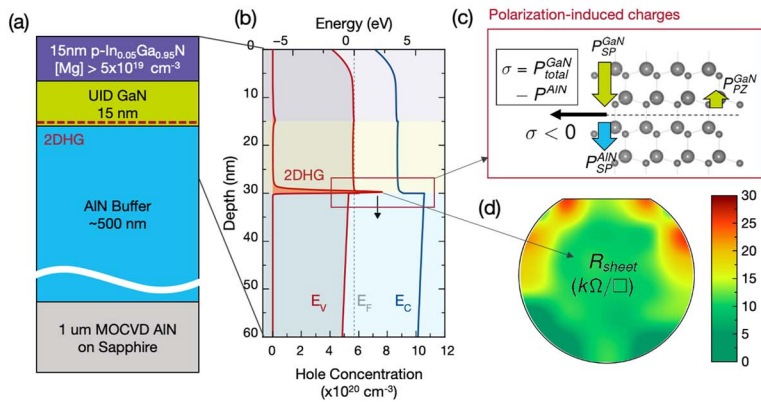 (a)
15nm p-In0.05Ga0.95N
[Mg] > 5x10^19 cm^-3
UID GaN
15 nm
2DHG
AlN Buffer
~500 nm
1 um MOCVD AlN
on Sapphire
(b)
Energy (eV)
−5 0 5
0
10
20
30
40
50
60
Depth (nm)
2DHG
EV EF EC
0 2 4 6 8 10 12
Hole Concentration
(x10^20 cm^-3)
(c)
Polarization-induced charges
σ = P^GaN_total
− P^AlN
P^GaN_SP
P^GaN_PZ
σ < 0
P^AlN_SP
(d)
Rsheet
(kΩ/□)
30
25
20
15
10
5
0